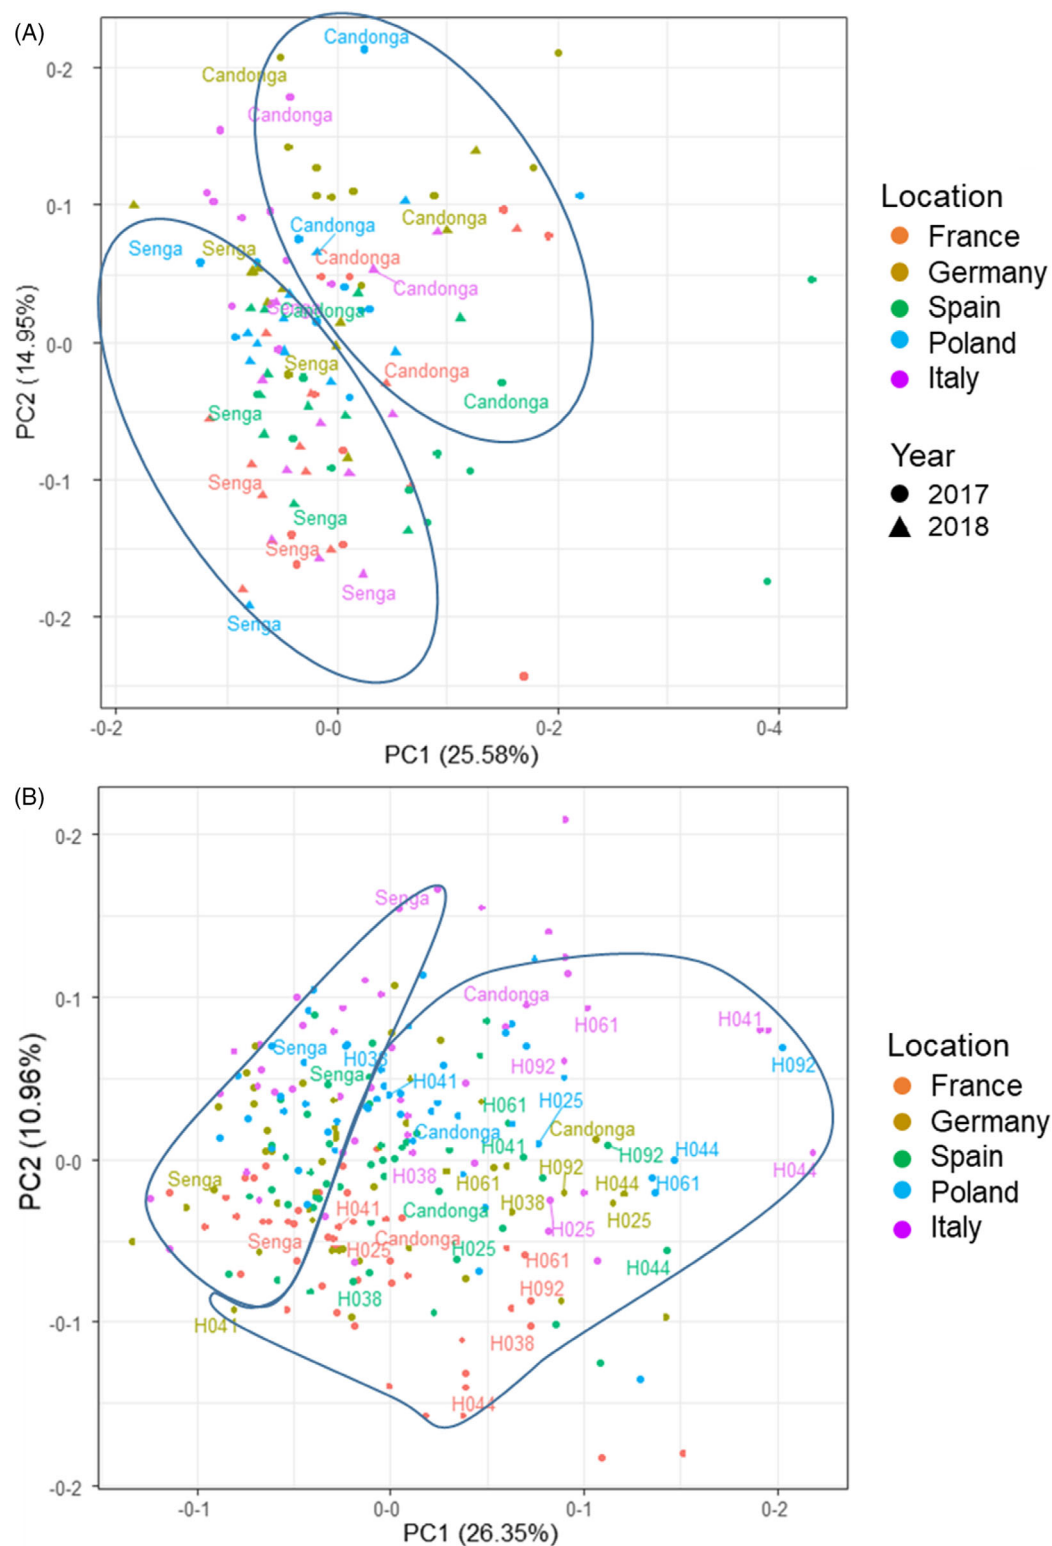 (A)
Candonga
0-2
Candonga
Candonga
Location
0-1
Candonga
France
Senga
Senga
Candonga
Candonga
Germany
Candonga
Spain
Senga
Candonga
PC2 (14.95%)
0-0
Poland
Senga
Candonga
Italy
Senga
Candonga
Year
-0-1
Senga
2017
Senga
2018
Senga
Senga
-0-2
Senga
-0-2
0-0
0-2
0-4
PC1 (25.58%)
(B)
0-2
Senga
0-1
Candonga
H061
H041
Senga
H038
H092
H092
Location
Senga
H041
France
H061
H025
Candonga
Candonga
Germany
H041
H092
H044
PC2 (10.96%)
0-0
Spain
H038
H092
H044
Senga
H061
H044
H061
Poland
H038
Candonga
H041
H025
H025
Italy
Senga
H025
Candonga
H025
H061
H044
H038
H092
-0-1
H041
H038
H044
-0-2
-0-1
0-0
0-1
0-2
PC1 (26.35%)